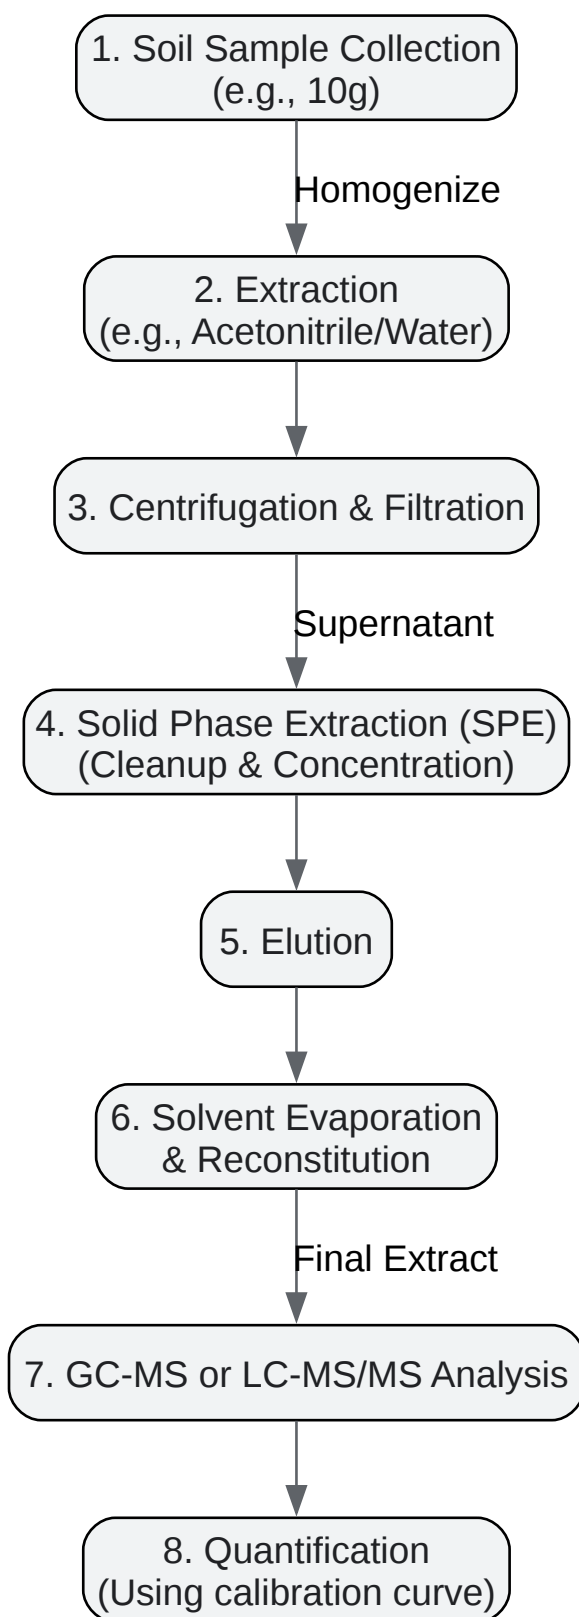 1. Soil Sample Collection
(e.g., 10g)
Homogenize
2. Extraction
(e.g., Acetonitrile/Water)
3. Centrifugation & Filtration
Supernatant
4. Solid Phase Extraction (SPE)
(Cleanup & Concentration)
5. Elution
6. Solvent Evaporation
& Reconstitution
Final Extract
7. GC-MS or LC-MS/MS Analysis
8. Quantification
(Using calibration curve)